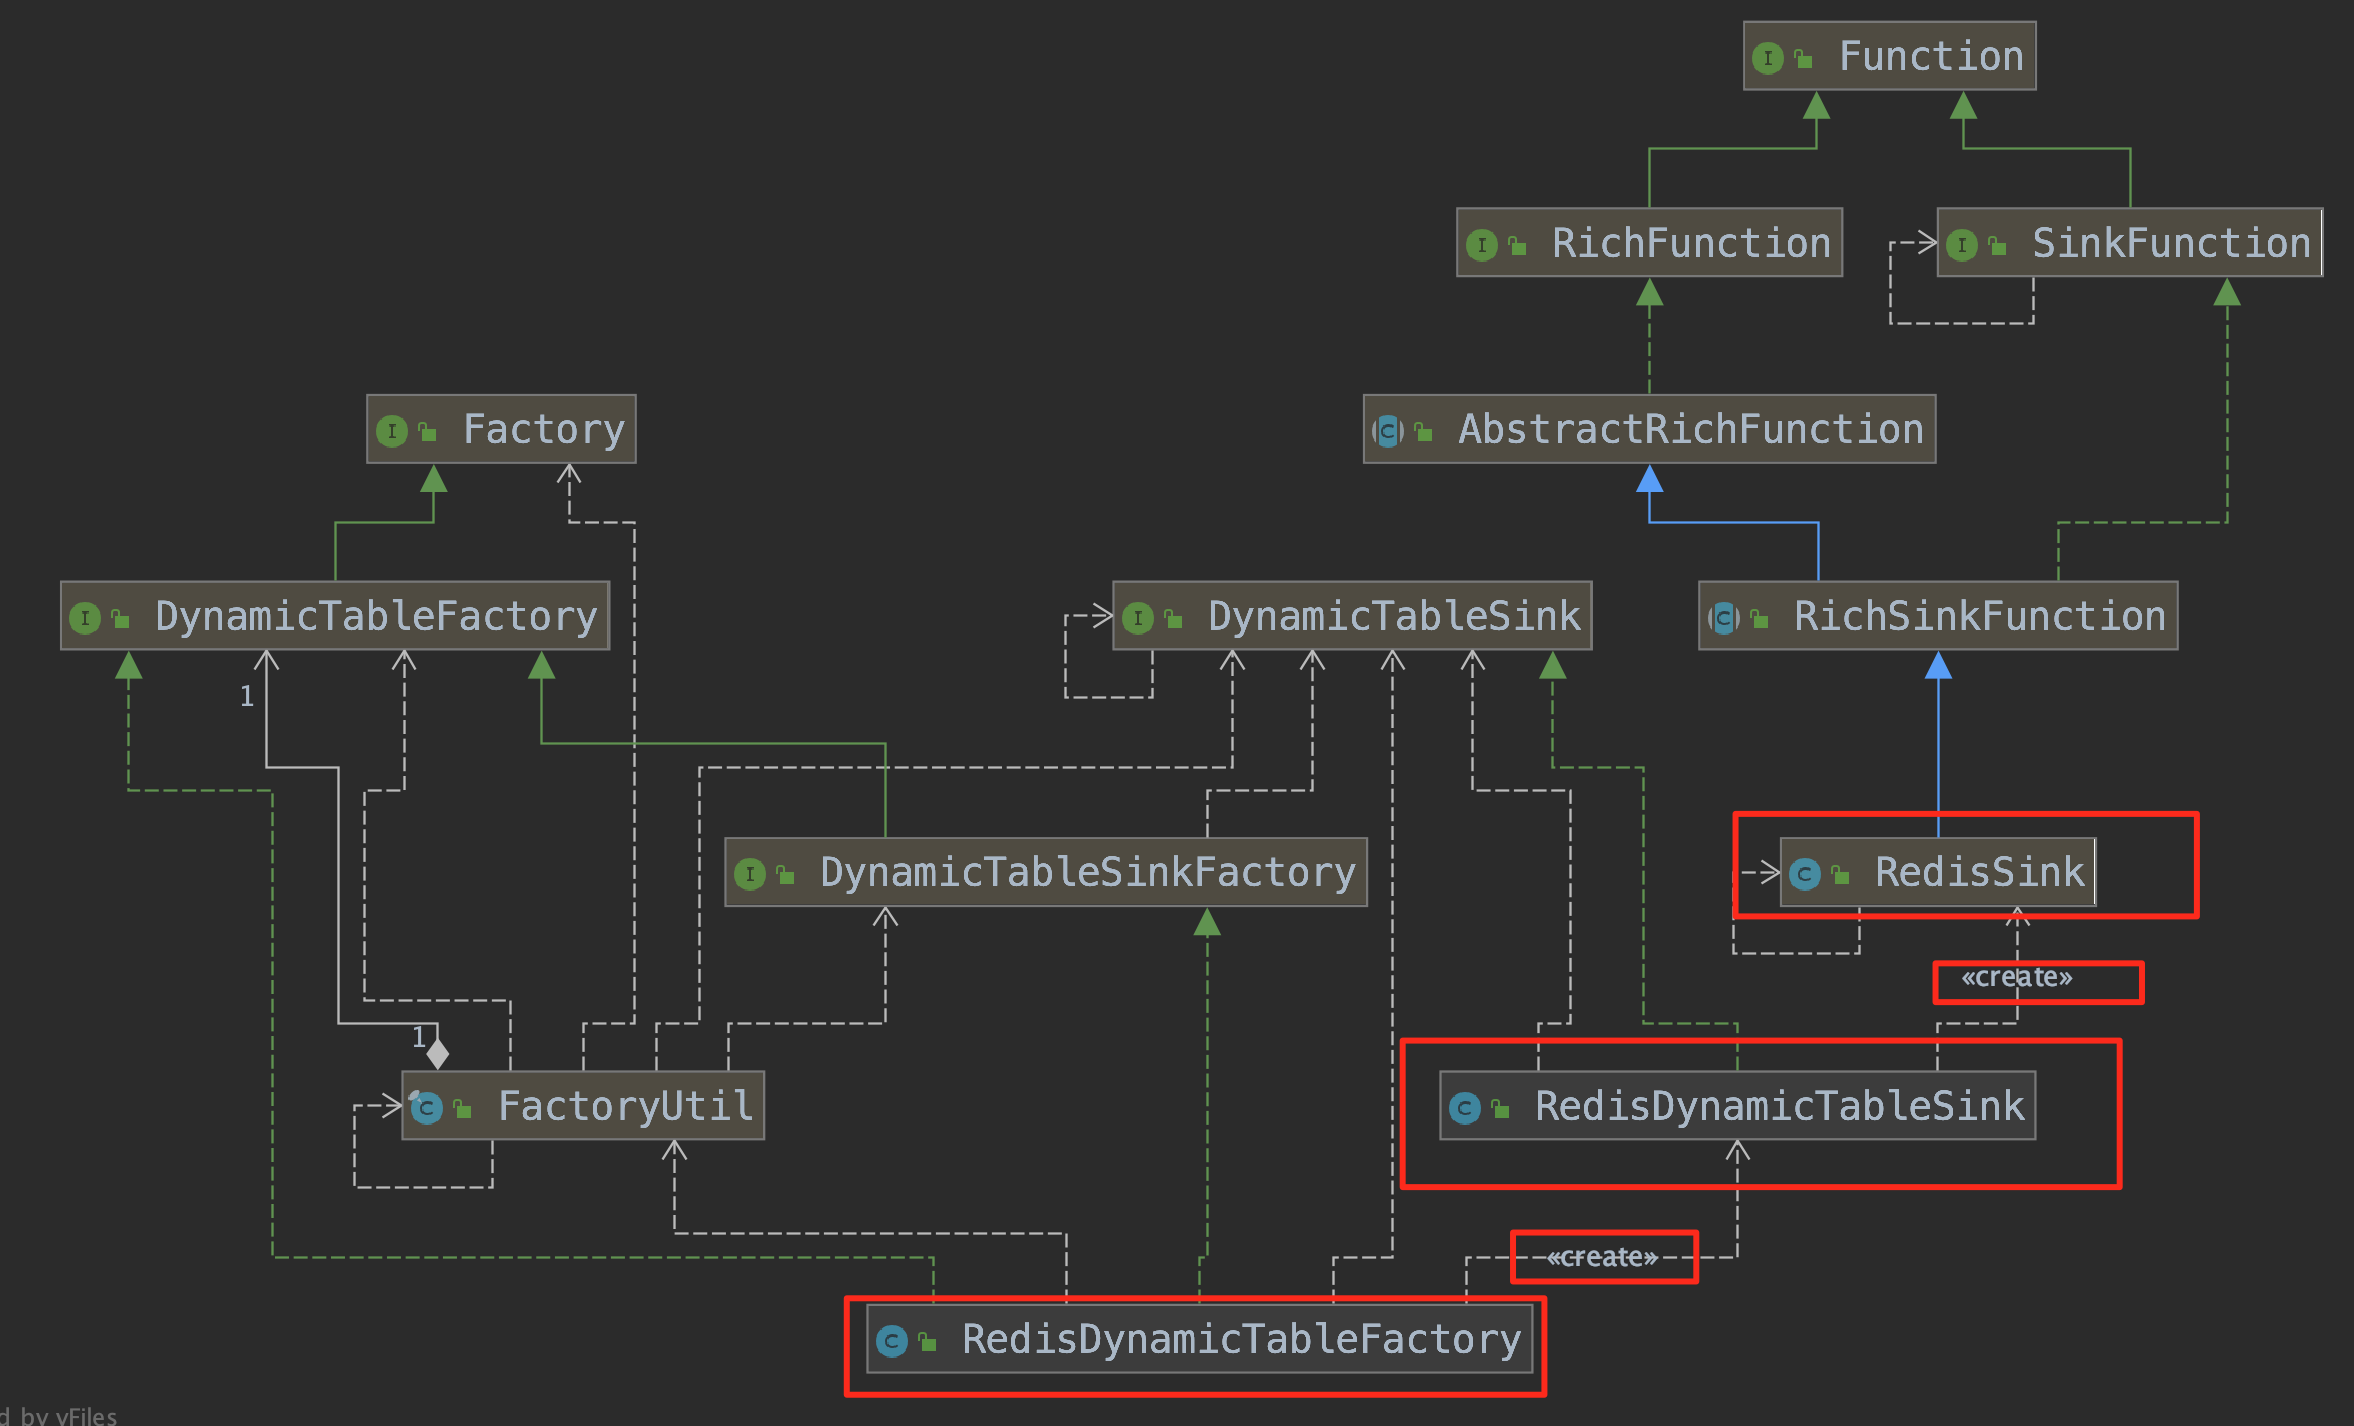 Function
RichFunction
SinkFunction
Factory
AbstractRichFunction
DynamicTableFactory
DynamicTableSink
RichSinkFunction
1
DynamicTableSinkFactory
RedisSink
«create»
1
FactoryUtil
RedisDynamicTableSink
«create»
RedisDynamicTableFactory
d by yFiles